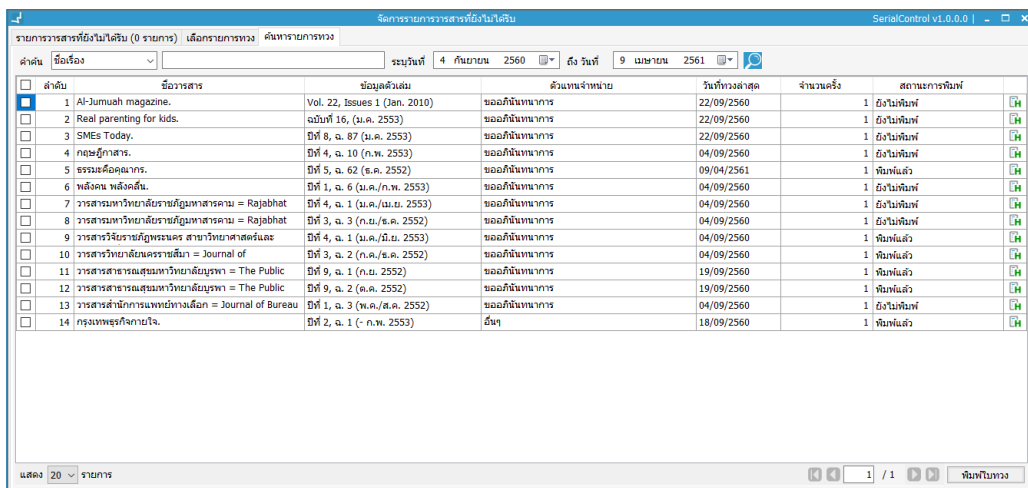 จัดการรายการวารสารที่ยังไม่ได้รับ SerialControl v1.0.0.0 |
รายการวารสารที่ยังไม่ได้รับ (0 รายการ) เลือกรายการทวง ค้นหารายการทวง
คำค้น ชื่อเรื่อง ระบุวันที่ 4 กันยายน 2560 ถึง วันที่ 9 เมษายน 2561
ลำดับ ชื่อวารสาร ข้อมูลตัวเล่ม ตัวแทนจำหน่าย วันที่ทวงล่าสุด จำนวนครั้ง สถานะการพิมพ์
1 Al-Jumuah magazine. Vol. 22, Issues 1 (Jan. 2010) ขออภินันทนาการ 22/09/2560 1 ยังไม่พิมพ์
2 Real parenting for kids. ฉบับที่ 16, (ม.ค. 2553) ขออภินันทนาการ 22/09/2560 1 ยังไม่พิมพ์
3 SMEs Today. ปีที่ 8, ฉ. 87 (ม.ค. 2553) ขออภินันทนาการ 22/09/2560 1 ยังไม่พิมพ์
4 กฤษฎีกาสาร. ปีที่ 4, ฉ. 10 (ก.พ. 2553) ขออภินันทนาการ 04/09/2560 1 ยังไม่พิมพ์
5 ธรรมะคือคุณากร. ปีที่ 5, ฉ. 62 (ธ.ค. 2552) ขออภินันทนาการ 09/04/2561 1 พิมพ์แล้ว
6 พลังคน พลังคลื่น. ปีที่ 1, ฉ. 6 (ม.ค./ก.พ. 2553) ขออภินันทนาการ 04/09/2560 1 ยังไม่พิมพ์
7 วารสารมหาวิทยาลัยราชภัฏมหาสารคาม = Rajabhat ปีที่ 4, ฉ. 1 (ม.ค./เม.ย. 2553) ขออภินันทนาการ 04/09/2560 1 ยังไม่พิมพ์
8 วารสารมหาวิทยาลัยราชภัฏมหาสารคาม = Rajabhat ปีที่ 3, ฉ. 3 (ก.ย./ธ.ค. 2552) ขออภินันทนาการ 04/09/2560 1 ยังไม่พิมพ์
9 วารสารวิจัยราชภัฏพระนคร สาขาวิทยาศาสตร์และ ปีที่ 4, ฉ. 1 (ม.ค./มิ.ย. 2553) ขออภินันทนาการ 04/09/2560 1 พิมพ์แล้ว
10 วารสารวิทยาลัยนครราชสีมา = Journal of ปีที่ 3, ฉ. 2 (ก.ค./ธ.ค. 2552) ขออภินันทนาการ 04/09/2560 1 พิมพ์แล้ว
11 วารสารสาธารณสุขมหาวิทยาลัยบูรพา = The Public ปีที่ 9, ฉ. 1 (ก.ย. 2552) ขออภินันทนาการ 19/09/2560 1 พิมพ์แล้ว
12 วารสารสาธารณสุขมหาวิทยาลัยบูรพา = The Public ปีที่ 9, ฉ. 2 (ต.ค. 2552) ขออภินันทนาการ 19/09/2560 1 พิมพ์แล้ว
13 วารสารสำนักการแพทย์ทางเลือก = Journal of Bureau ปีที่ 1, ฉ. 3 (พ.ค./ส.ค. 2552) ขออภินันทนาการ 04/09/2560 1 ยังไม่พิมพ์
14 กรุงเทพธุรกิจกายใจ. ปีที่ 2, ฉ. 1 (- ก.พ. 2553) อื่นๆ 18/09/2560 1 พิมพ์แล้ว
แสดง 20 รายการ 1 / 1 พิมพ์ใบทวง